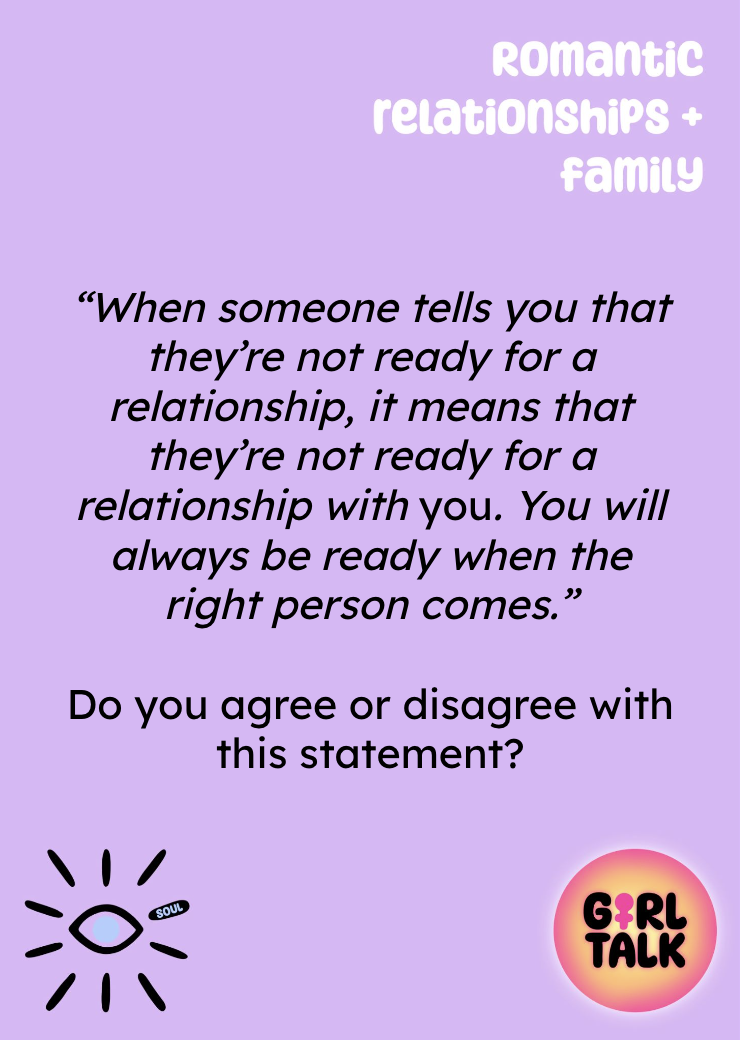 Romantic
relationships +
family
“When someone tells you that
they’re not ready for a
relationship, it means that
they’re not ready for a
relationship with you. You will
always be ready when the
right person comes.”
Do you agree or disagree with
this statement?
SOUL
GIRL
TALK